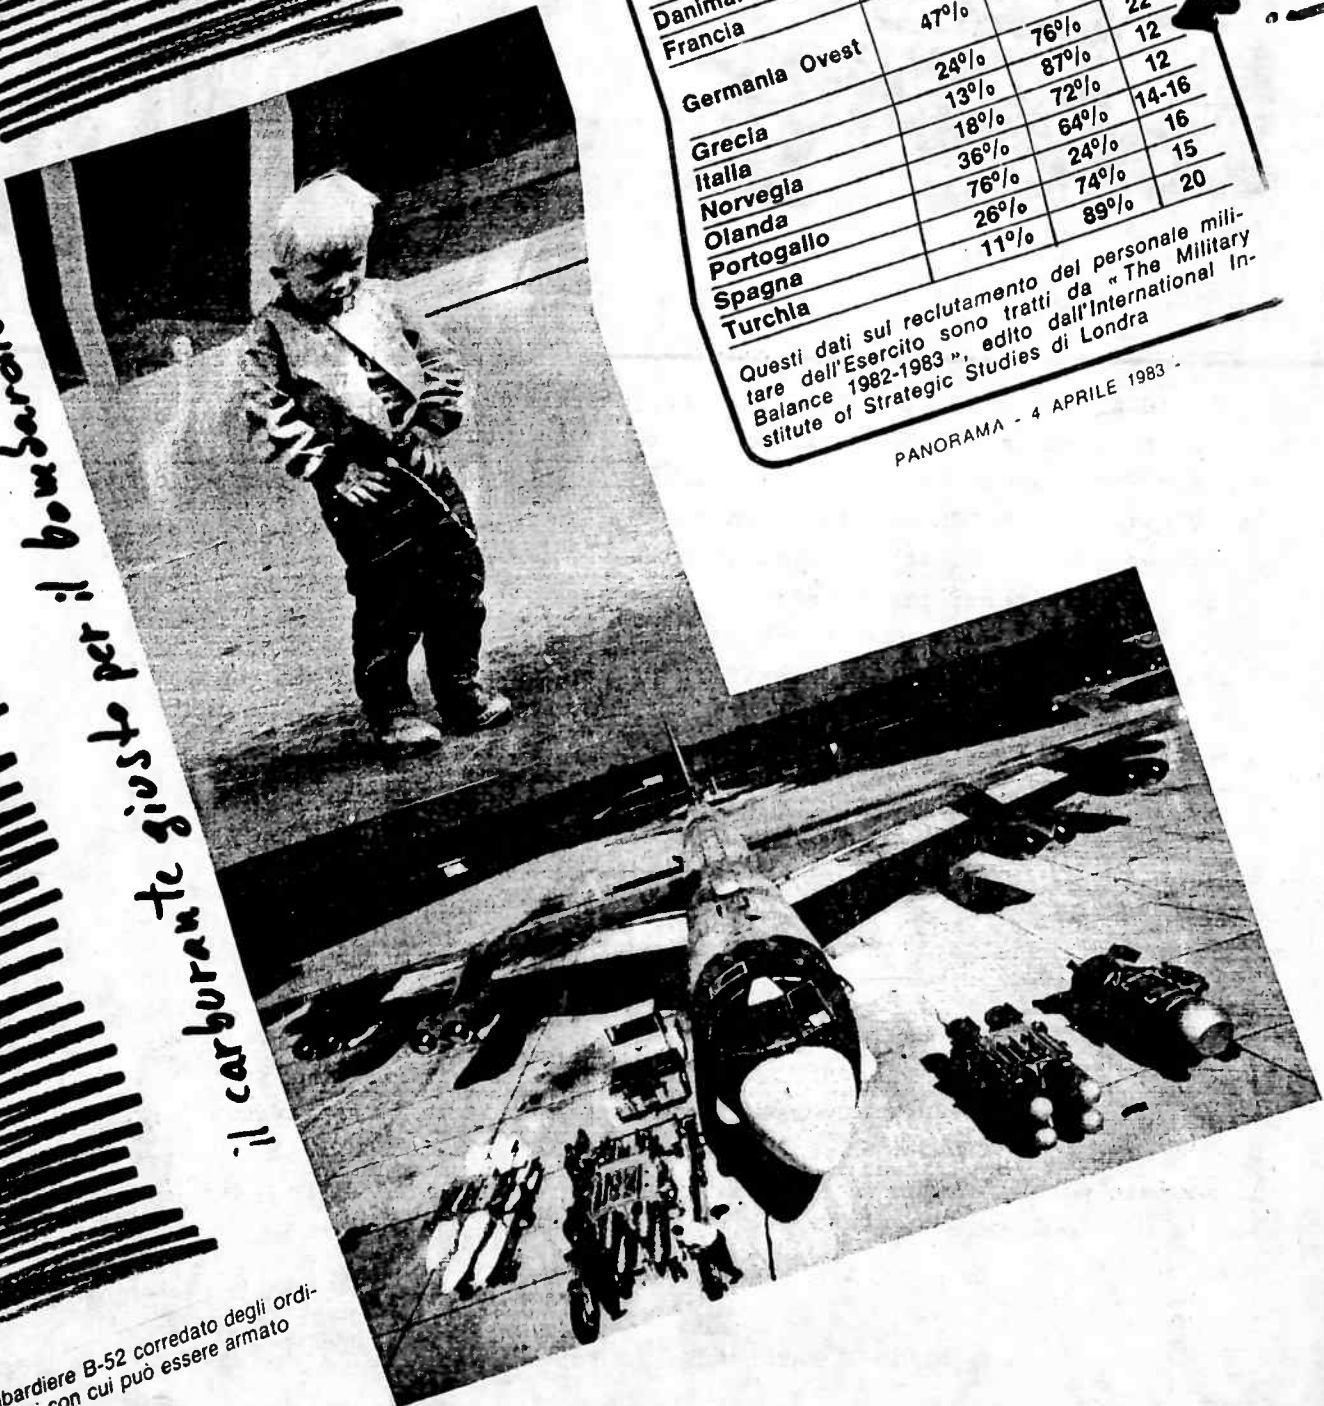 Francia
Germania Ovest 47%
Grecia 24% 76% 22
Italia 13% 87% 12
Norvegia 18% 72% 12
Olanda 36% 64% 14-16
Portogallo 76% 24% 16
Spagna 26% 74% 15
Turchia 11% 89% 20
Questi dati sul reclutamento del personale mili-
tare dell'Esercito sono tratti da « The Military
Balance 1982-1983 », edito dall'International In-
stitute of Strategic Studies di Londra
PANORAMA - 4 APRILE 1983 -
il carburante giusto per il
B-52 corredato degli ordi-
con cui può essere armato